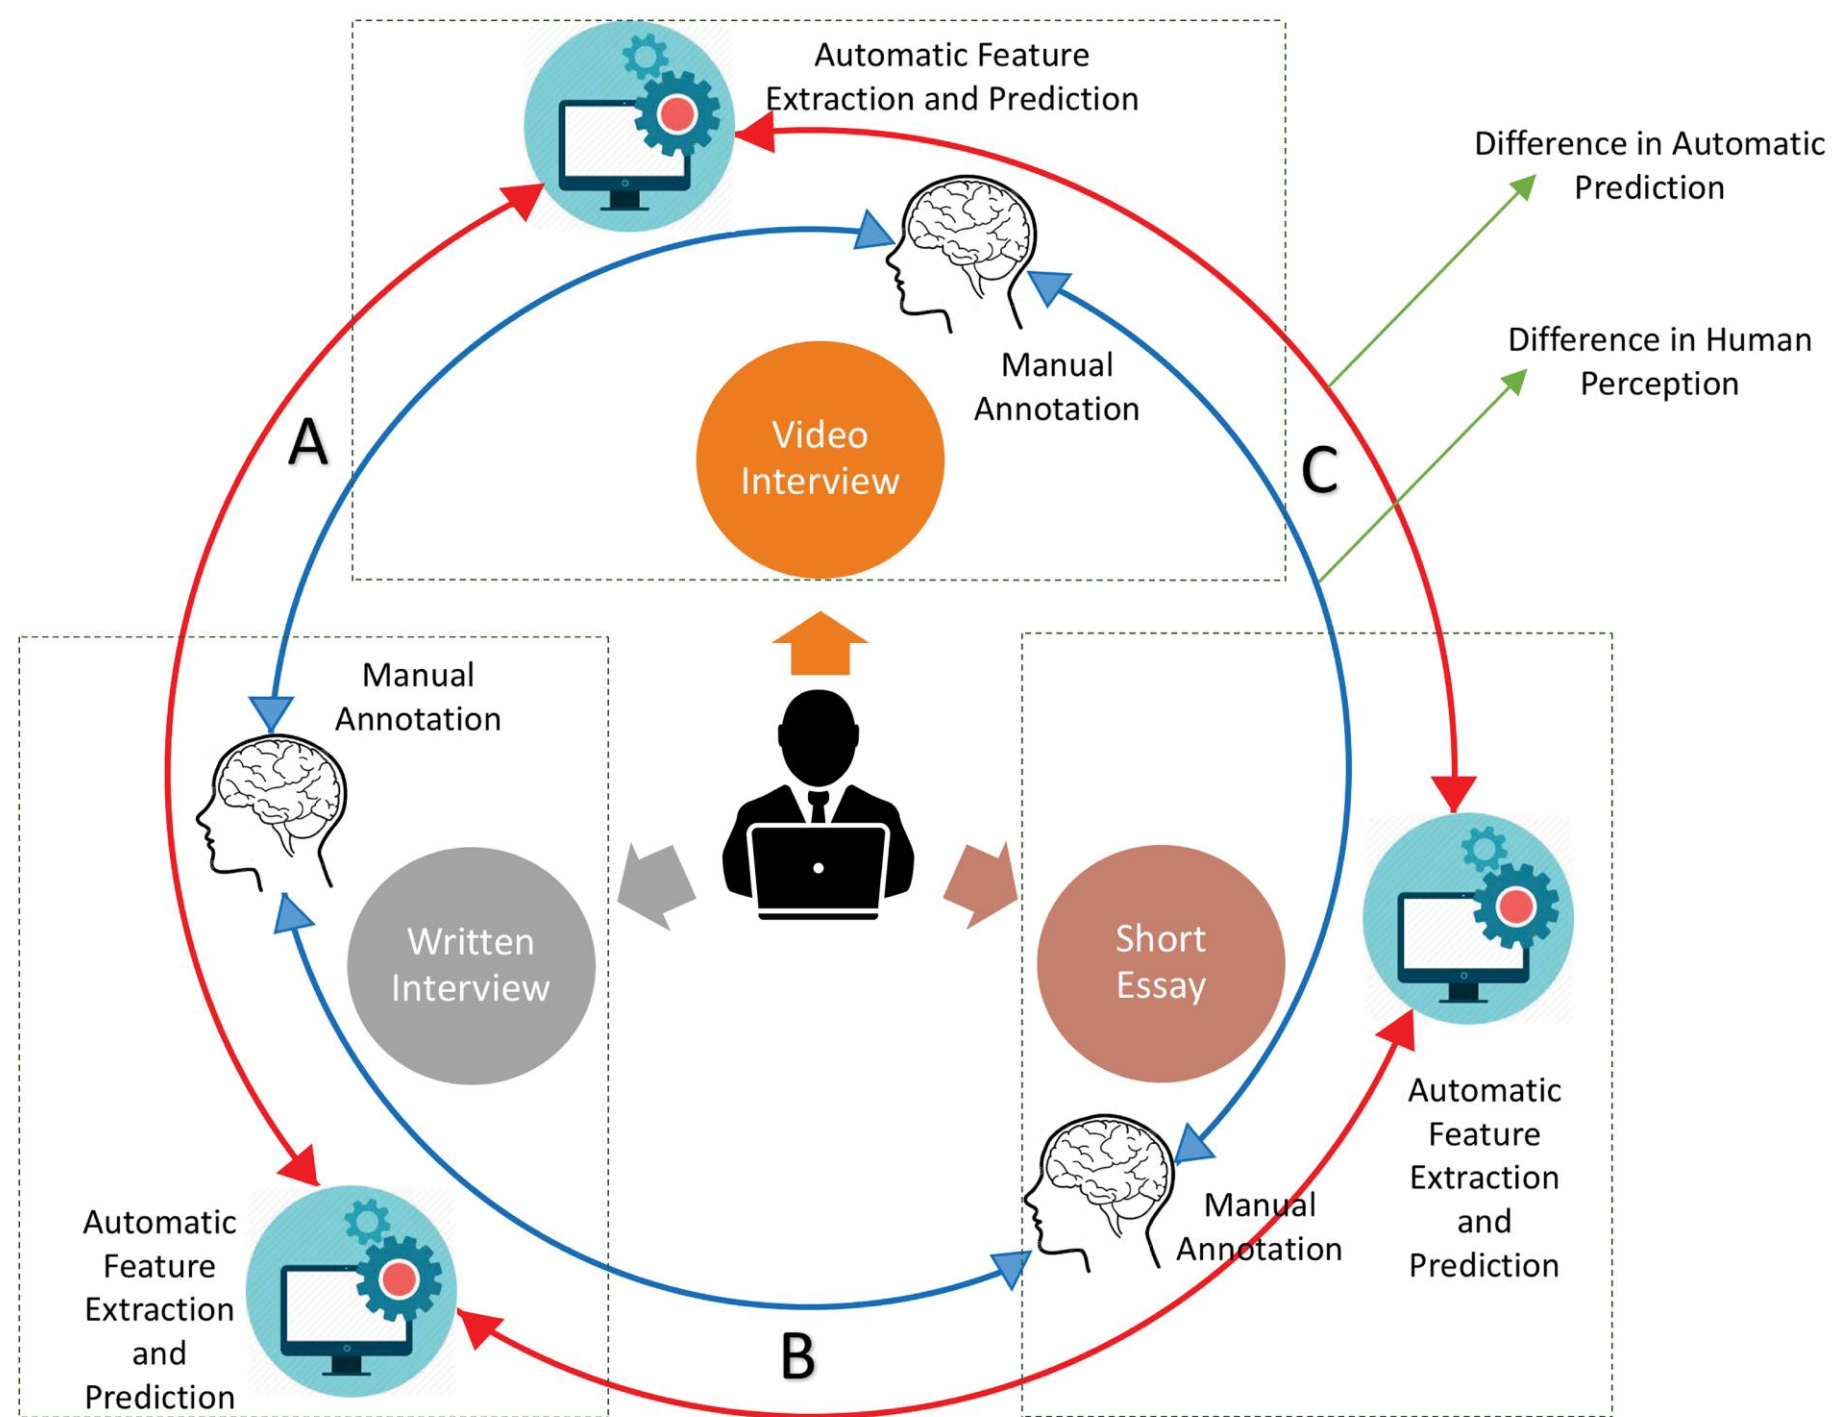 Automatic Feature
Extraction and Prediction
Difference in Automatic
Prediction
Difference in Human
Perception
Manual
Annotation
Video
Interview
A
C
Manual
Annotation
Written
Interview
Short
Essay
Automatic
Feature
Extraction
and
Prediction
Manual
Annotation
Automatic
Feature
Extraction
and
Prediction
B